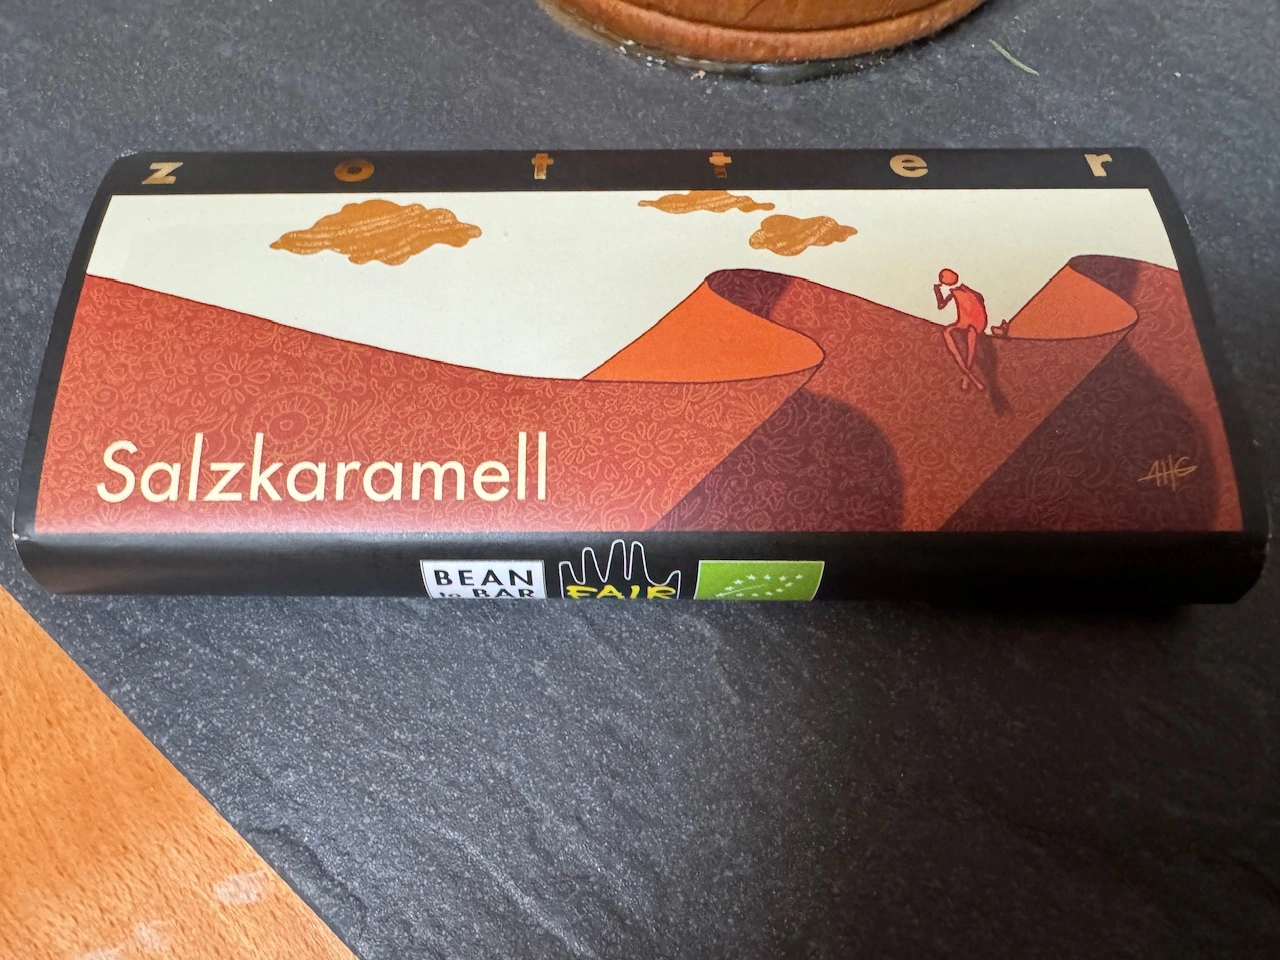 zotter
Salzkaramell
AHG
BEAN
to BAR
FAIR